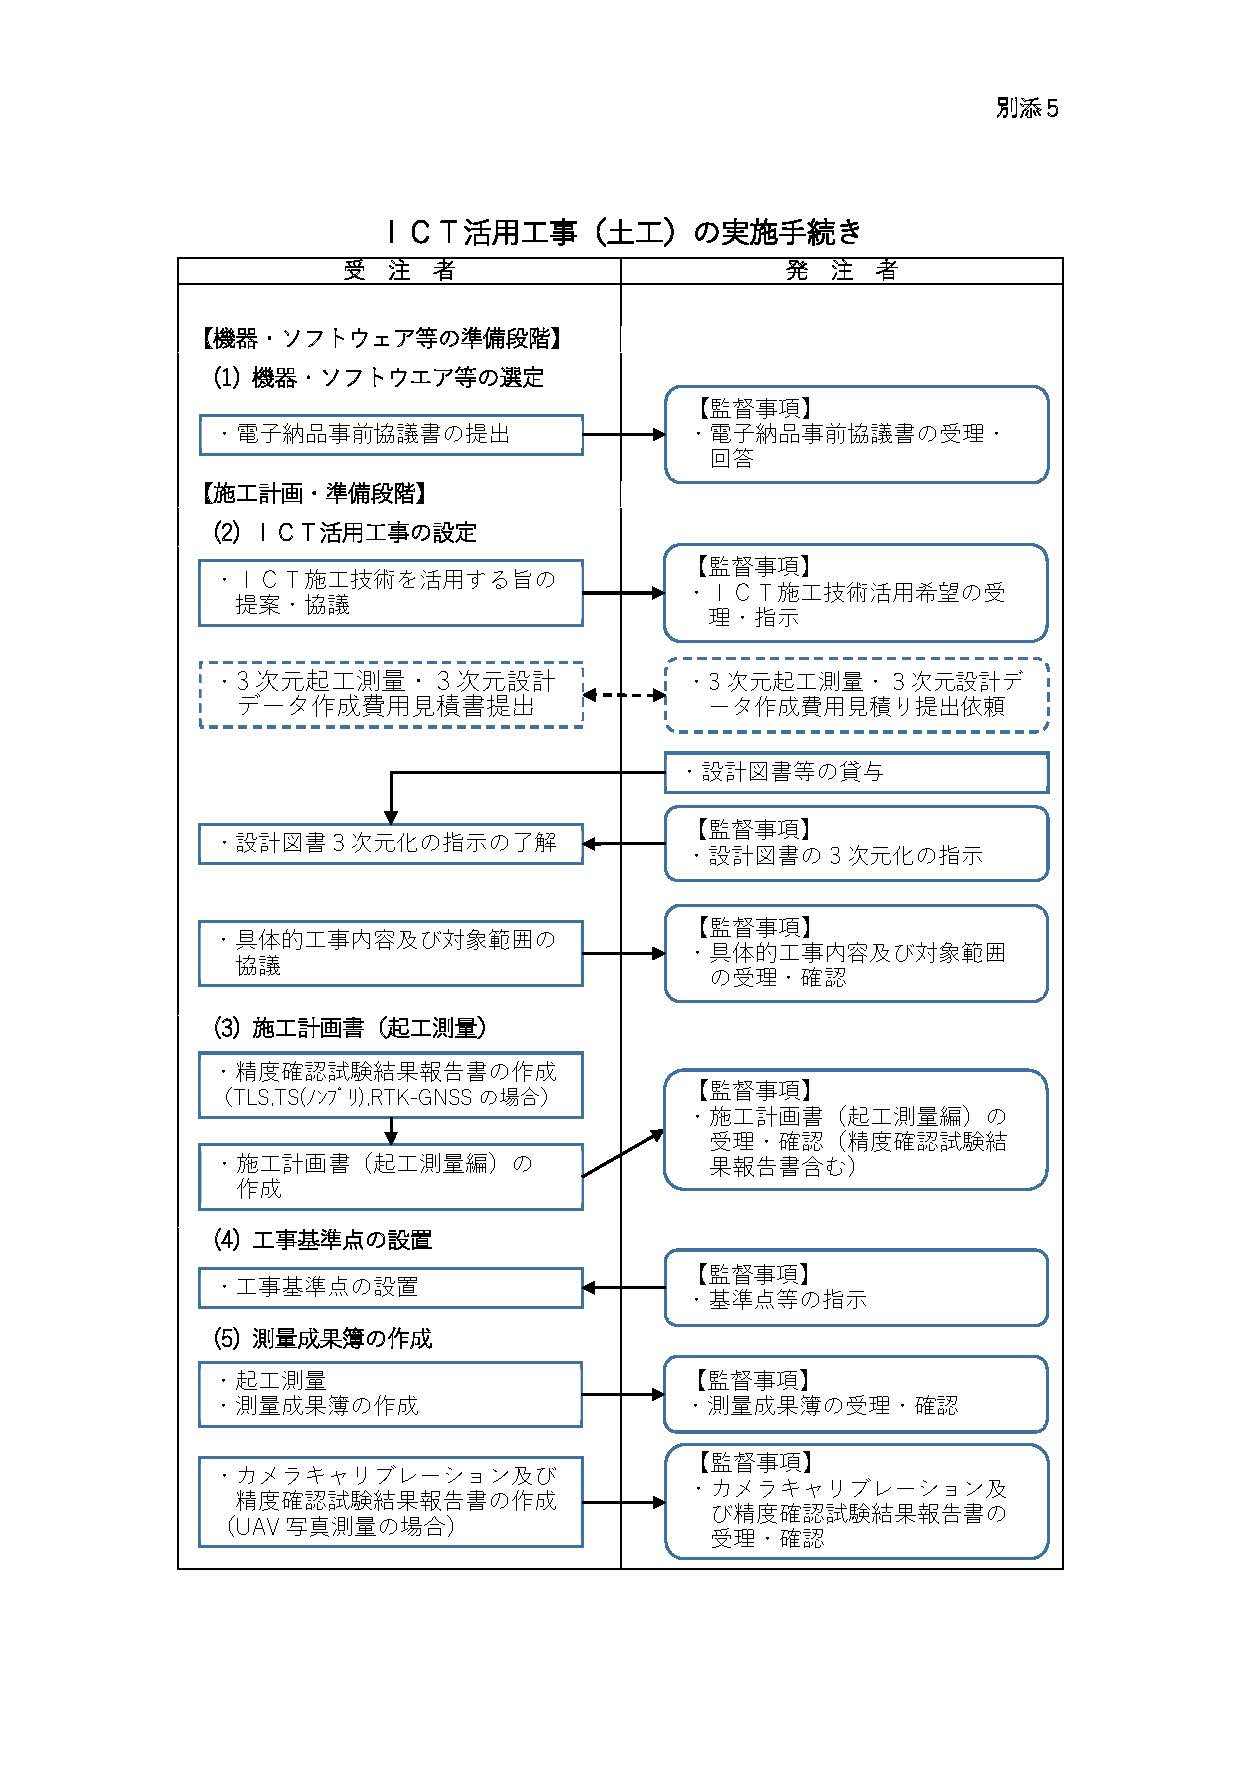 別添５
ＩＣＴ活用工事（土工）の実施手続き
受　注　者
発　注　者
【機器・ソフトウェア等の準備段階】
(1) 機器・ソフトウエア等の選定
・電子納品事前協議書の提出
【監督事項】
・電子納品事前協議書の受理・
回答
【施工計画・準備段階】
(2) ＩＣＴ活用工事の設定
・ＩＣＴ施工技術を活用する旨の
提案・協議
【監督事項】
・ＩＣＴ施工技術活用希望の受
理・指示
・3 次元起工測量・３次元設計
データ作成費用見積書提出
・3 次元起工測量・３次元設計デ
ータ作成費用見積り提出依頼
・設計図書等の貸与
・設計図書３次元化の指示の了解
【監督事項】
・設計図書の３次元化の指示
・具体的工事内容及び対象範囲の
協議
【監督事項】
・具体的工事内容及び対象範囲
の受理・確認
(3) 施工計画書（起工測量）
・精度確認試験結果報告書の作成
（TLS,TS(ﾉﾝﾌﾟﾘ),RTK-GNSS の場合）
・施工計画書（起工測量編）の
作成
【監督事項】
・施工計画書（起工測量編）の
受理・確認（精度確認試験結
果報告書含む）
(4) 工事基準点の設置
・工事基準点の設置
【監督事項】
・基準点等の指示
(5) 測量成果簿の作成
・起工測量
・測量成果簿の作成
【監督事項】
・測量成果簿の受理・確認
・カメラキャリブレーション及び
精度確認試験結果報告書の作成
（UAV 写真測量の場合）
【監督事項】
・カメラキャリブレーション及
び精度確認試験結果報告書の
受理・確認